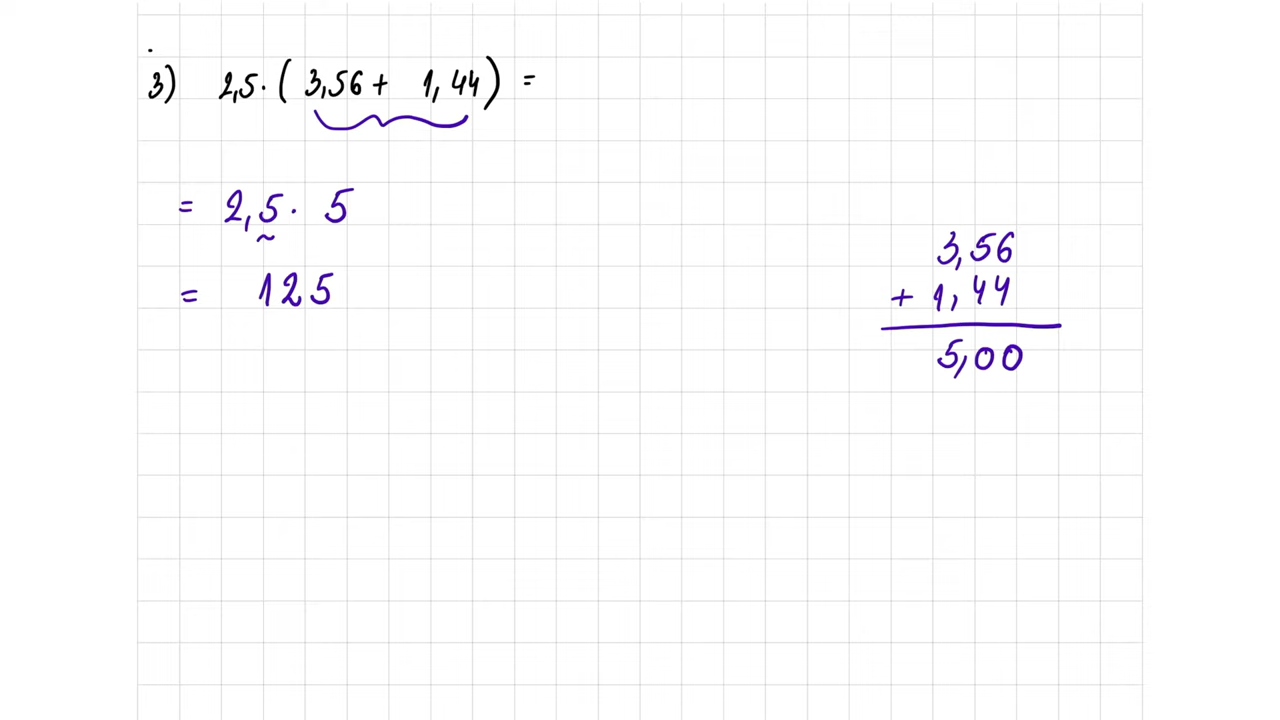 3) 2,5·( 3,56 + 1,44) =
= 2,5· 5
= 125
3,56
+ 1,44
5,00